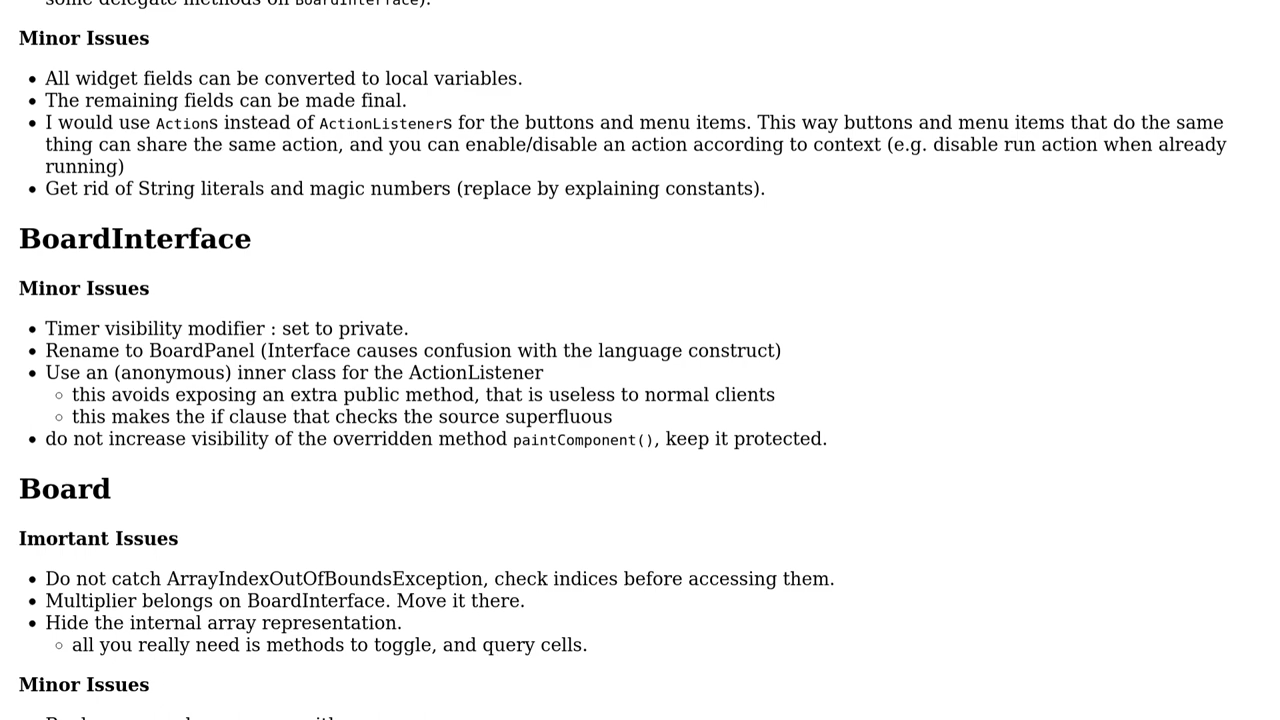 some delegate methods on BoardInterface).
Minor Issues
All widget fields can be converted to local variables.
The remaining fields can be made final.
I would use Actions instead of ActionListeners for the buttons and menu items. This way buttons and menu items that do the same
thing can share the same action, and you can enable/disable an action according to context (e.g. disable run action when already
running)
Get rid of String literals and magic numbers (replace by explaining constants).
BoardInterface
Minor Issues
Timer visibility modifier : set to private.
Rename to BoardPanel (Interface causes confusion with the language construct)
Use an (anonymous) inner class for the ActionListener
this avoids exposing an extra public method, that is useless to normal clients
this makes the if clause that checks the source superfluous
do not increase visibility of the overridden method paintComponent(), keep it protected.
Board
Imortant Issues
Do not catch ArrayIndexOutOfBoundsException, check indices before accessing them.
Multiplier belongs on BoardInterface. Move it there.
Hide the internal array representation.
all you really need is methods to toggle, and query cells.
Minor Issues